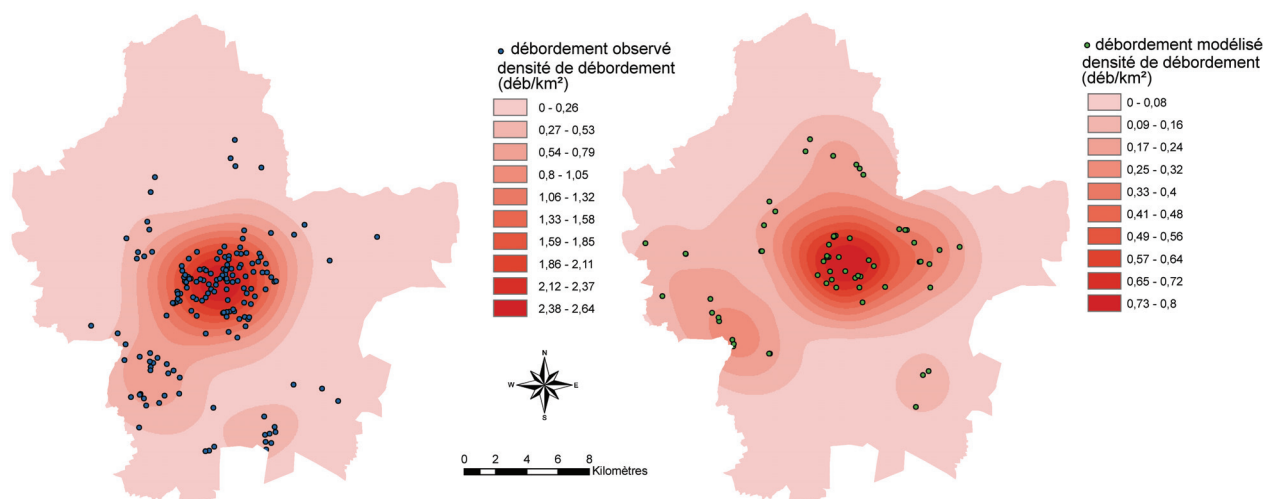 débordement observé
densité de débordement
(déb/km²)
0 - 0,26
0,27 - 0,53
0,54 - 0,79
0,8 - 1,05
1,06 - 1,32
1,33 - 1,58
1,59 - 1,85
1,86 - 2,11
2,12 - 2,37
2,38 - 2,64
N
W E
S
0 2 4 6 8
Kilomètres
débordement modélisé
densité de débordement
(déb/km²)
0 - 0,08
0,09 - 0,16
0,17 - 0,24
0,25 - 0,32
0,33 - 0,4
0,41 - 0,48
0,49 - 0,56
0,57 - 0,64
0,65 - 0,72
0,73 - 0,8